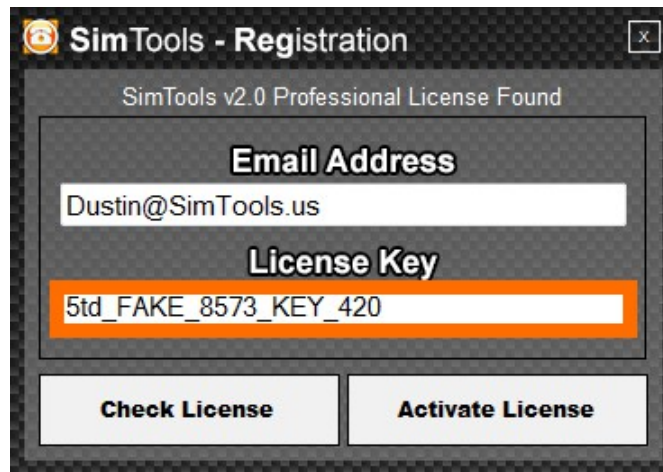 SimTools - Registration
X
SimTools v2.0 Professional License Found
Email Address
Dustin@SimTools.us
License Key
5td_FAKE_8573_KEY_420
Check License
Activate License